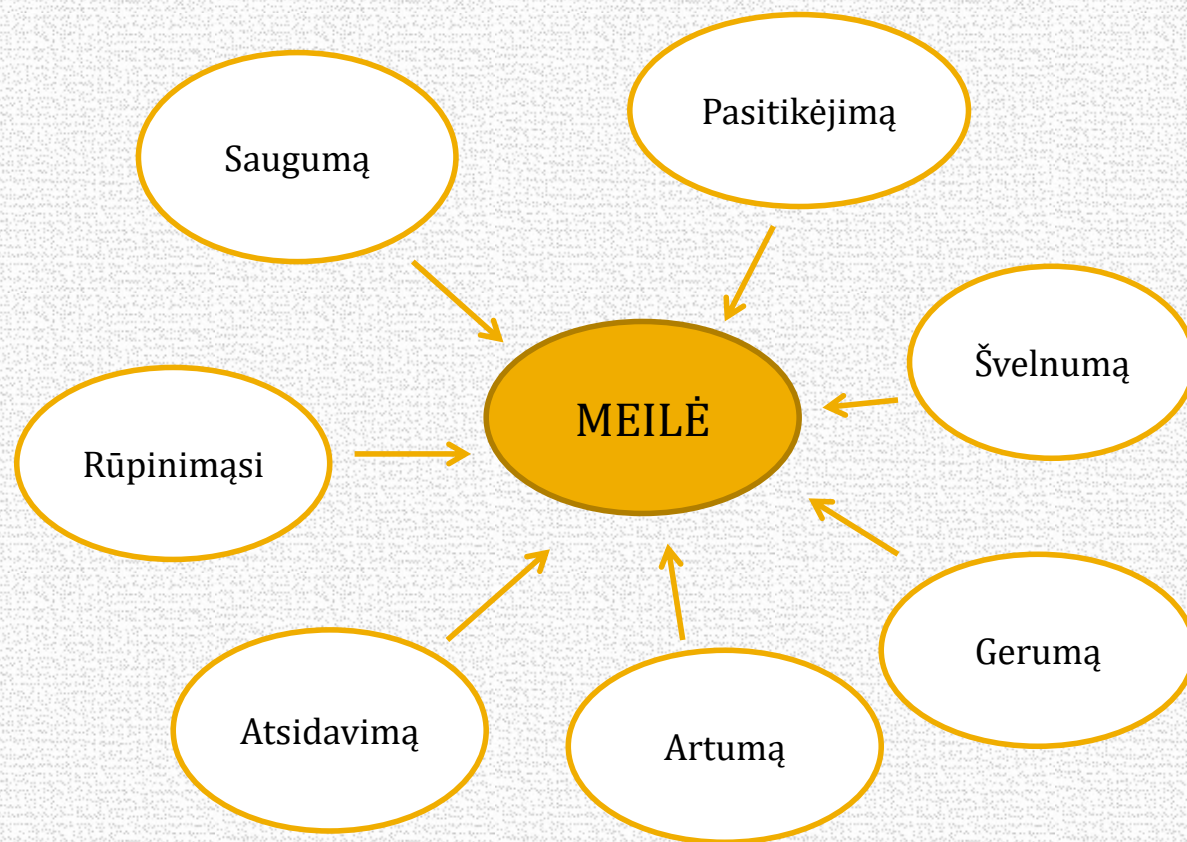 Pasitikėjimą
Saugumą
Švelnumą
MEILĖ
Rūpinimąsi
Gerumą
Atsidavimą
Artumą